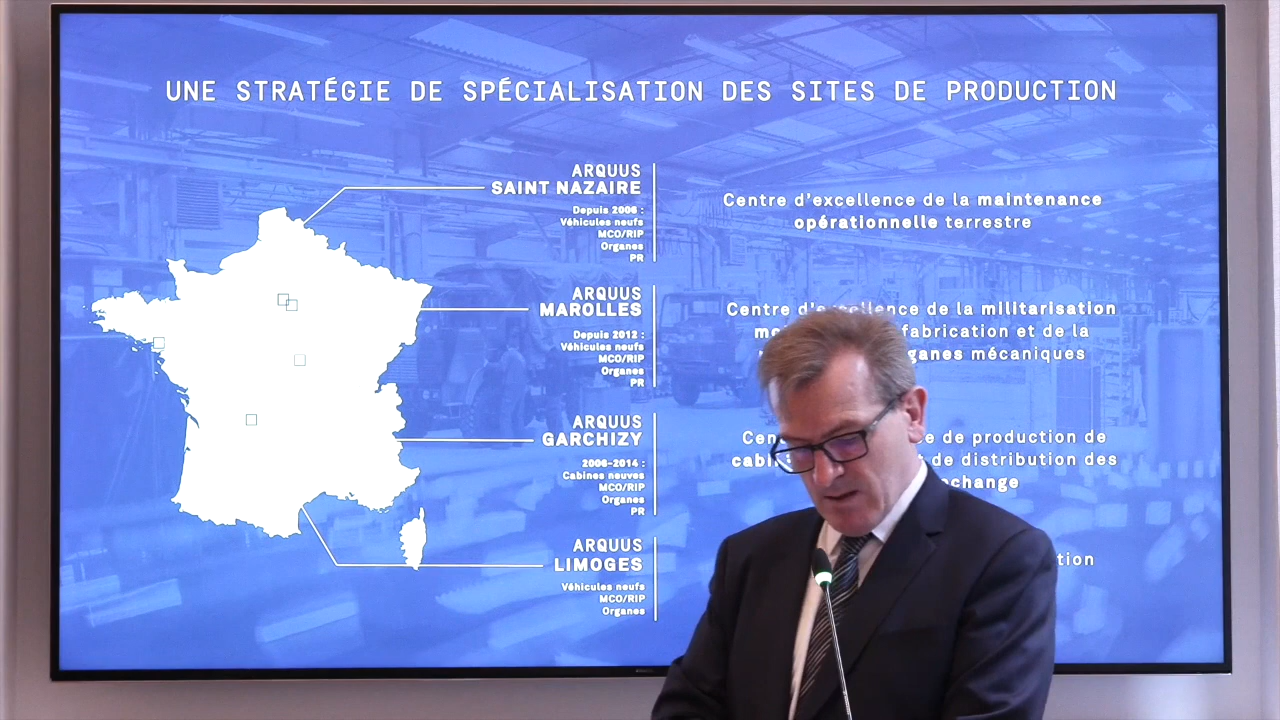 UNE STRATÉGIE DE SPÉCIALISATION DES SITES DE PRODUCTION
ARQUUS
SAINT NAZAIRE
Depuis 2006 :
Véhicules neufs
MCO/RIP
Organes
PR
Centre d'excellence de la maintenance
opérationnelle terrestre
ARQUUS
MAROLLES
Depuis 2012 :
Véhicules neufs
MCO/RIP
Organes
PR
Centre d'excellence de la militarisation
fabrication et de la
mécaniques
ARQUUS
GARCHIZY
2006-2014 :
Cabines neuves
MCO/RIP
Organes
PR
de production de
de distribution des
ARQUUS
LIMOGES
Véhicules neufs
MCO/RIP
Organes